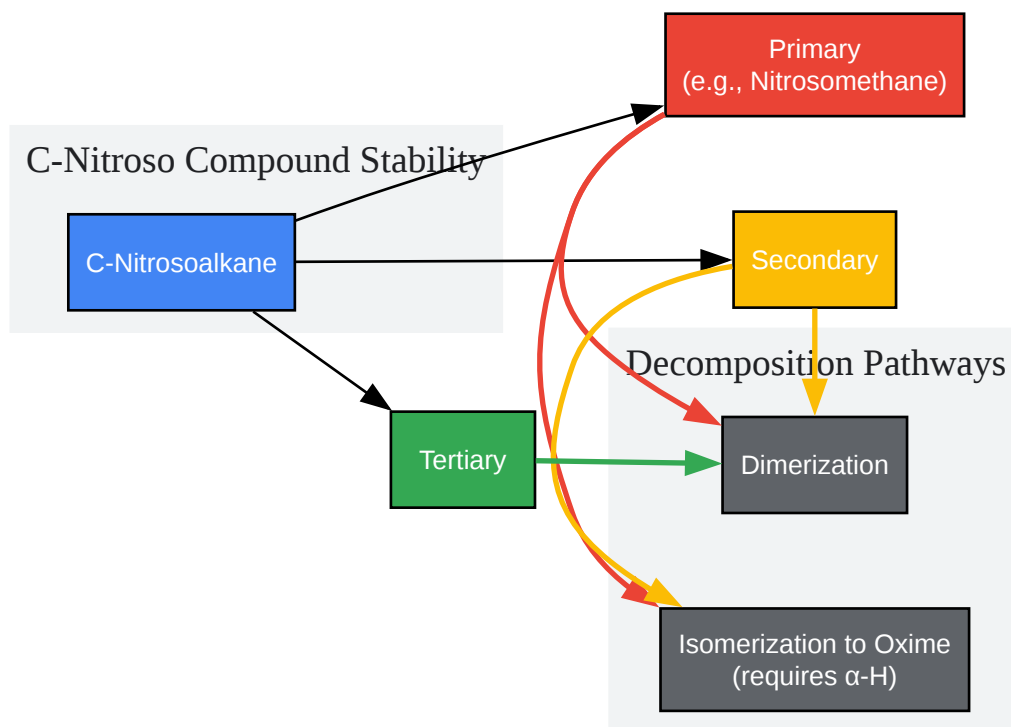 Primary
(e.g., Nitrosomethane)
C-Nitroso Compound Stability
C-Nitrosoalkane
Secondary
Decomposition Pathways
Tertiary
Dimerization
Isomerization to Oxime
(requires α-H)